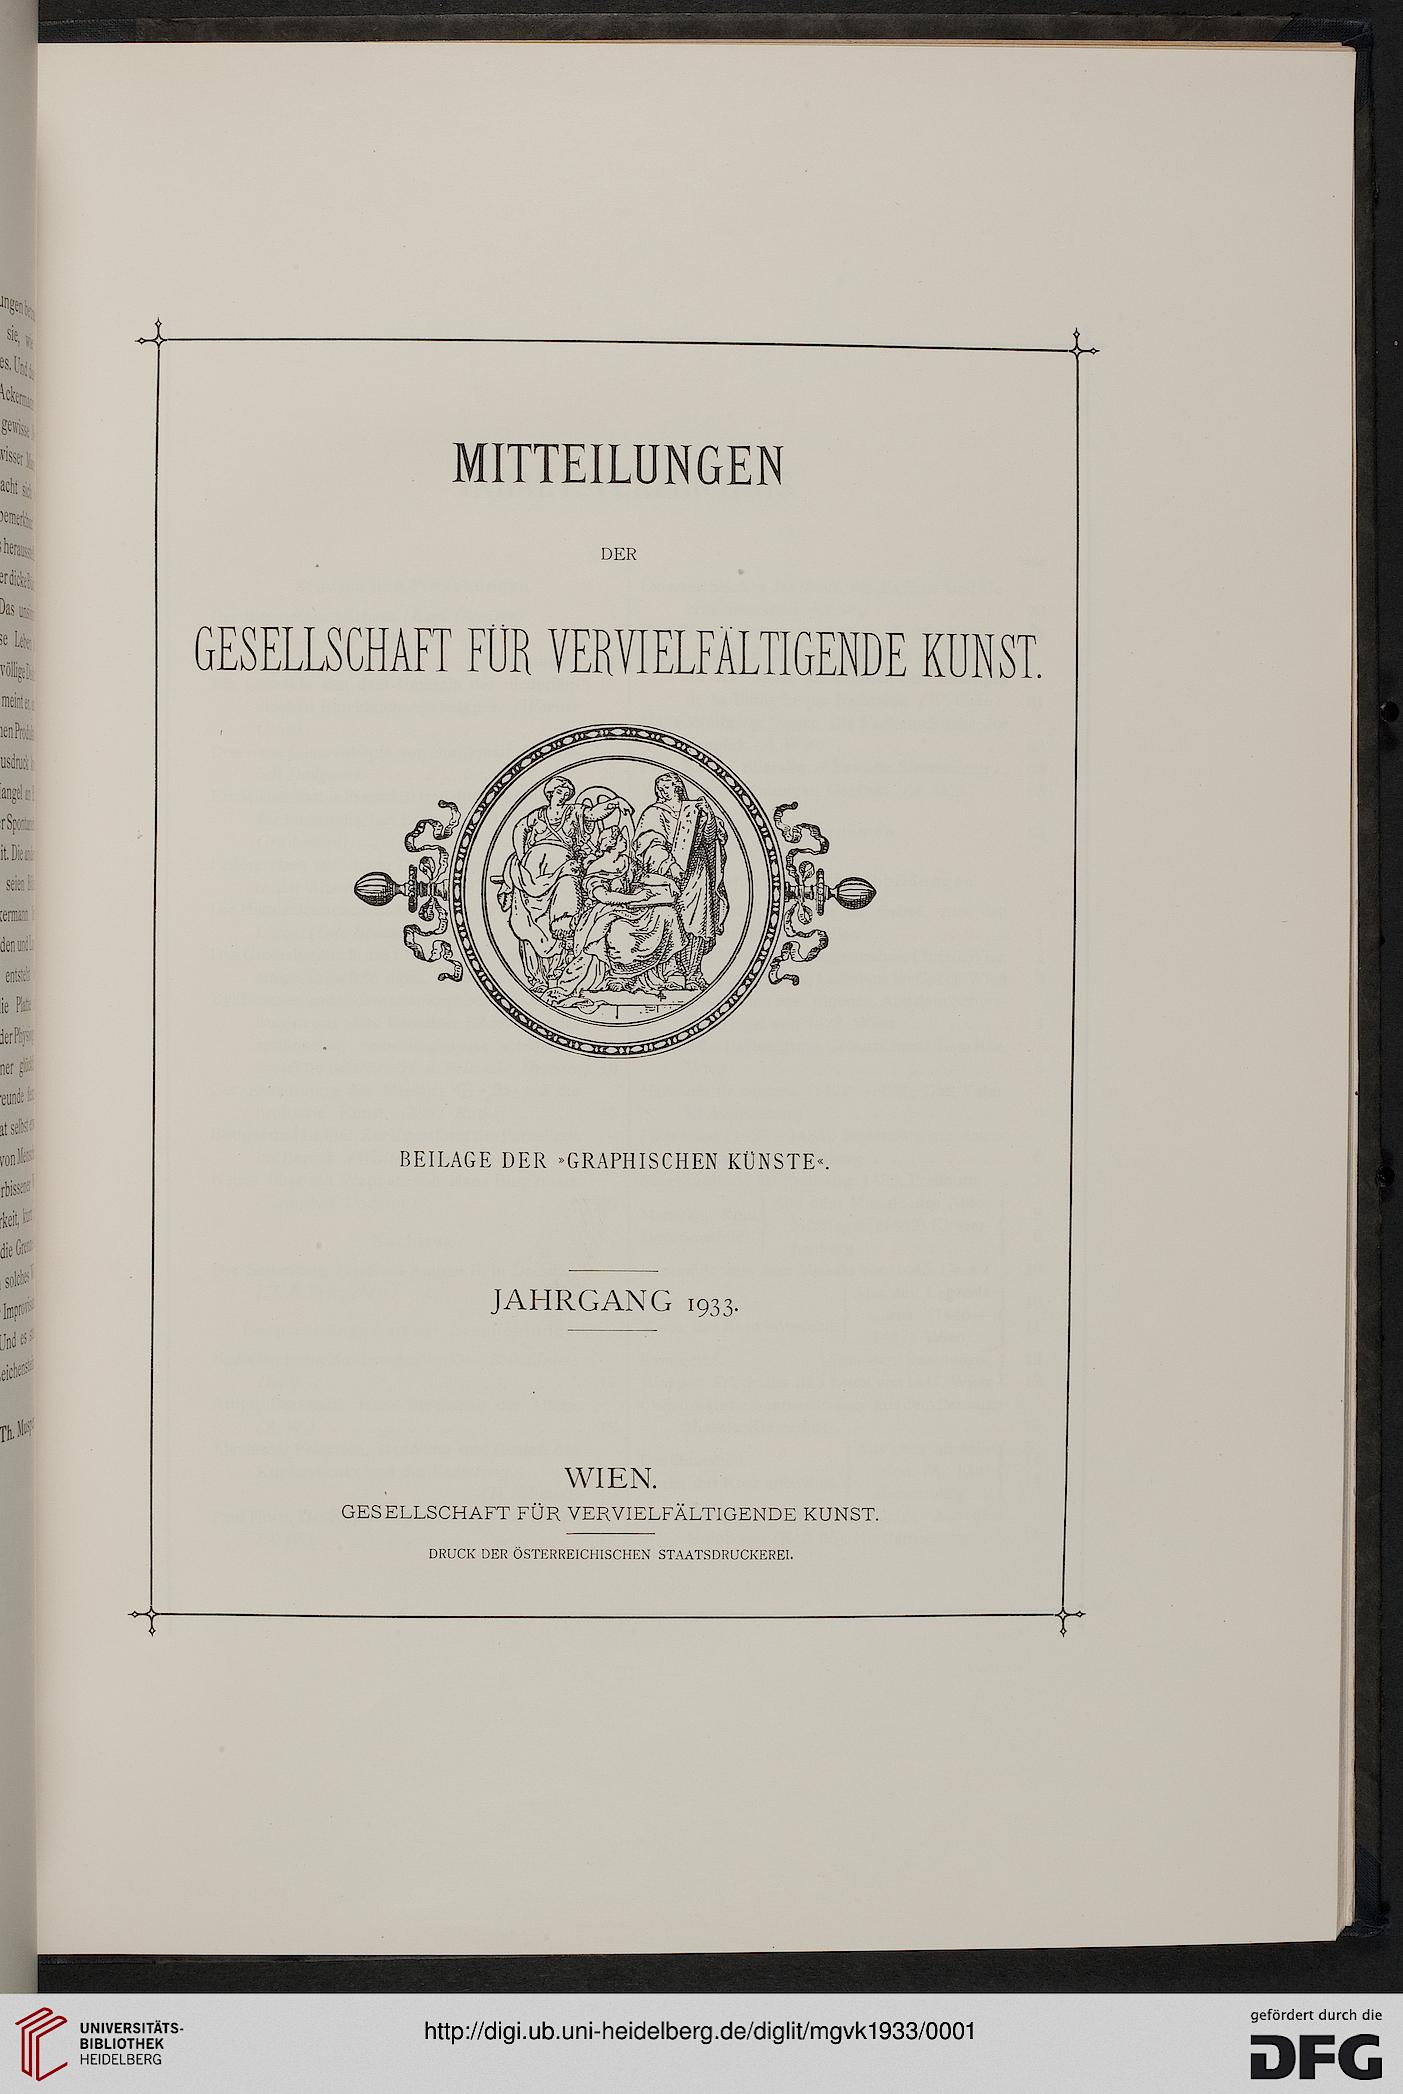 MITTEILUNGEN
DER
GESELLSCHAFT FÜR VERVIELFÄLTIGENDE KUNST.
BEILAGE DER »GRAPHISCHEN KÜNSTE«.
JAHRGANG 1933.
WIEN.
GESELLSCHAFT FÜR VERVIELFÄLTIGENDE KUNST.
DRUCK DER ÖSTERREICHISCHEN STAATSDRUCKEREI.
UNIVERSITÄTS-
BIBLIOTHEK
HEIDELBERG
http://digi.ub.uni-heidelberg.de/diglit/mgvk1933/0001
gefördert durch die
DFG